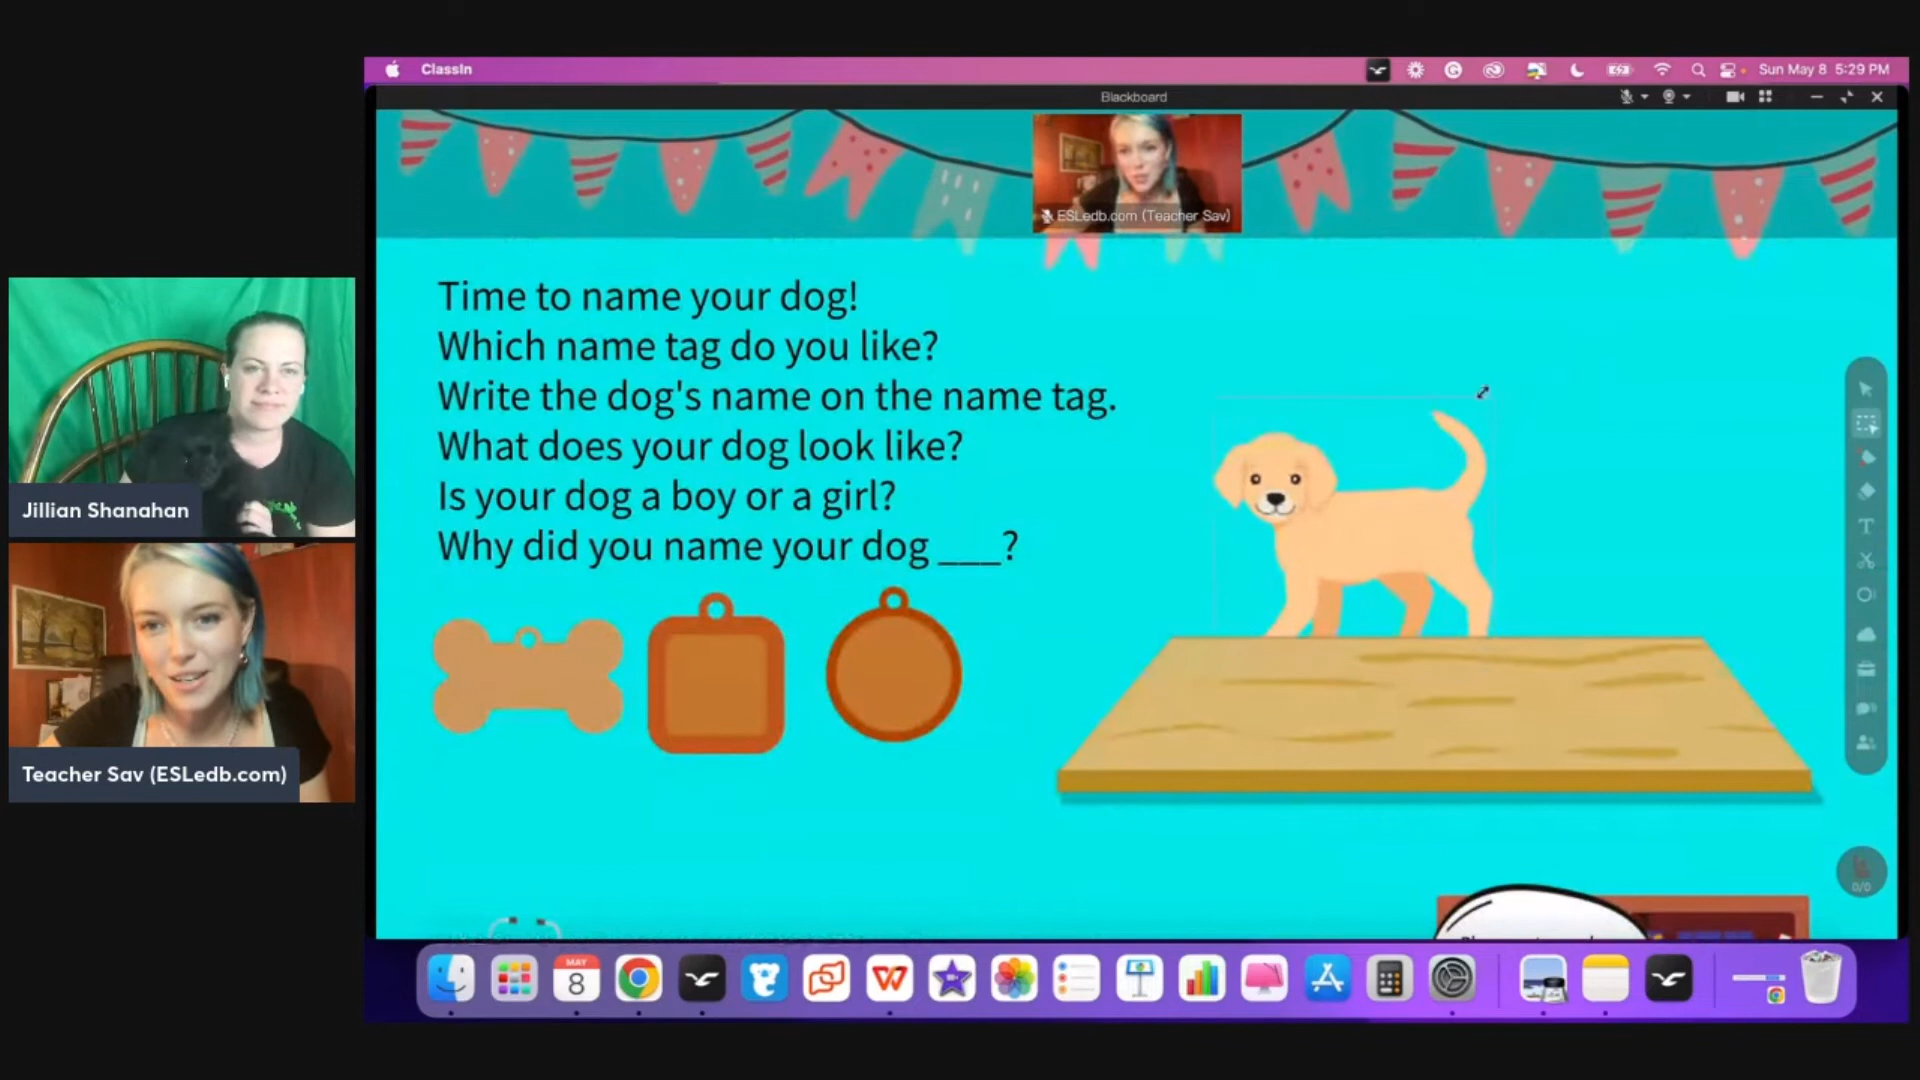 ClassIn
Sun May 8 5:29 PM
Blackboard
ESLedb.com (Teacher Sav)
Time to name your dog!
Which name tag do you like?
Write the dog's name on the name tag.
What does your dog look like?
Is your dog a boy or a girl?
Why did you name your dog ___?
Jillian Shanahan
Teacher Sav (ESLedb.com)
0/0
MAY
8